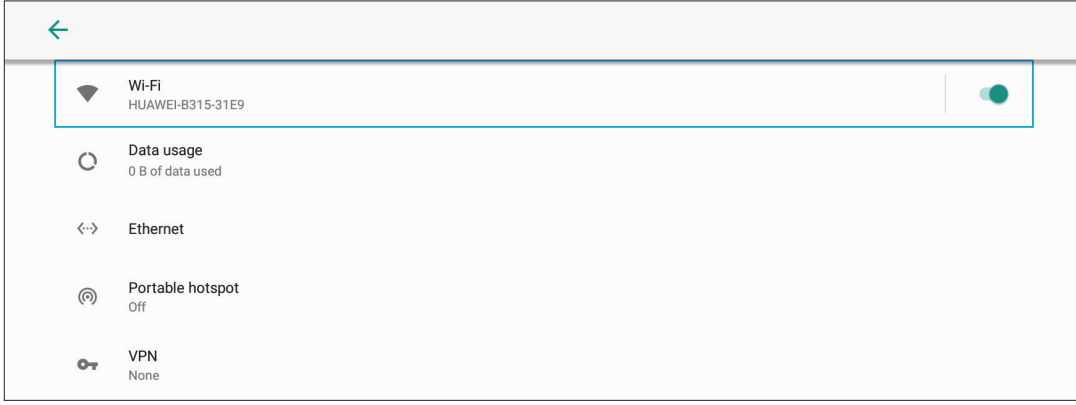 Wi-Fi
HUAWEI-B315-31E9
Data usage
0 B of data used
Ethernet
Portable hotspot
Off
VPN
None